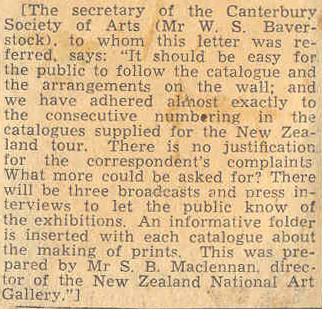 [The secretary of the Canterbury
Society of Arts (Mr W. S. Baver-
stock), to whom this letter was re-
ferred, says: "It should be easy for
the public to follow the catalogue and
the arrangements on the wall; and
we have adhered almost exactly to
the consecutive numbering in the
catalogues supplied for the New Zea-
land tour. There is no justification
for the correspondent's complaints
What more could be asked for? There
will be three broadcasts and press in-
terviews to let the public know of
the exhibitions. An informative folder
is inserted with each catalogue about
the making of prints. This was pre-
pared by Mr S. B. Maclennan, direc-
tor of the New Zealand National Art
Gallery."]